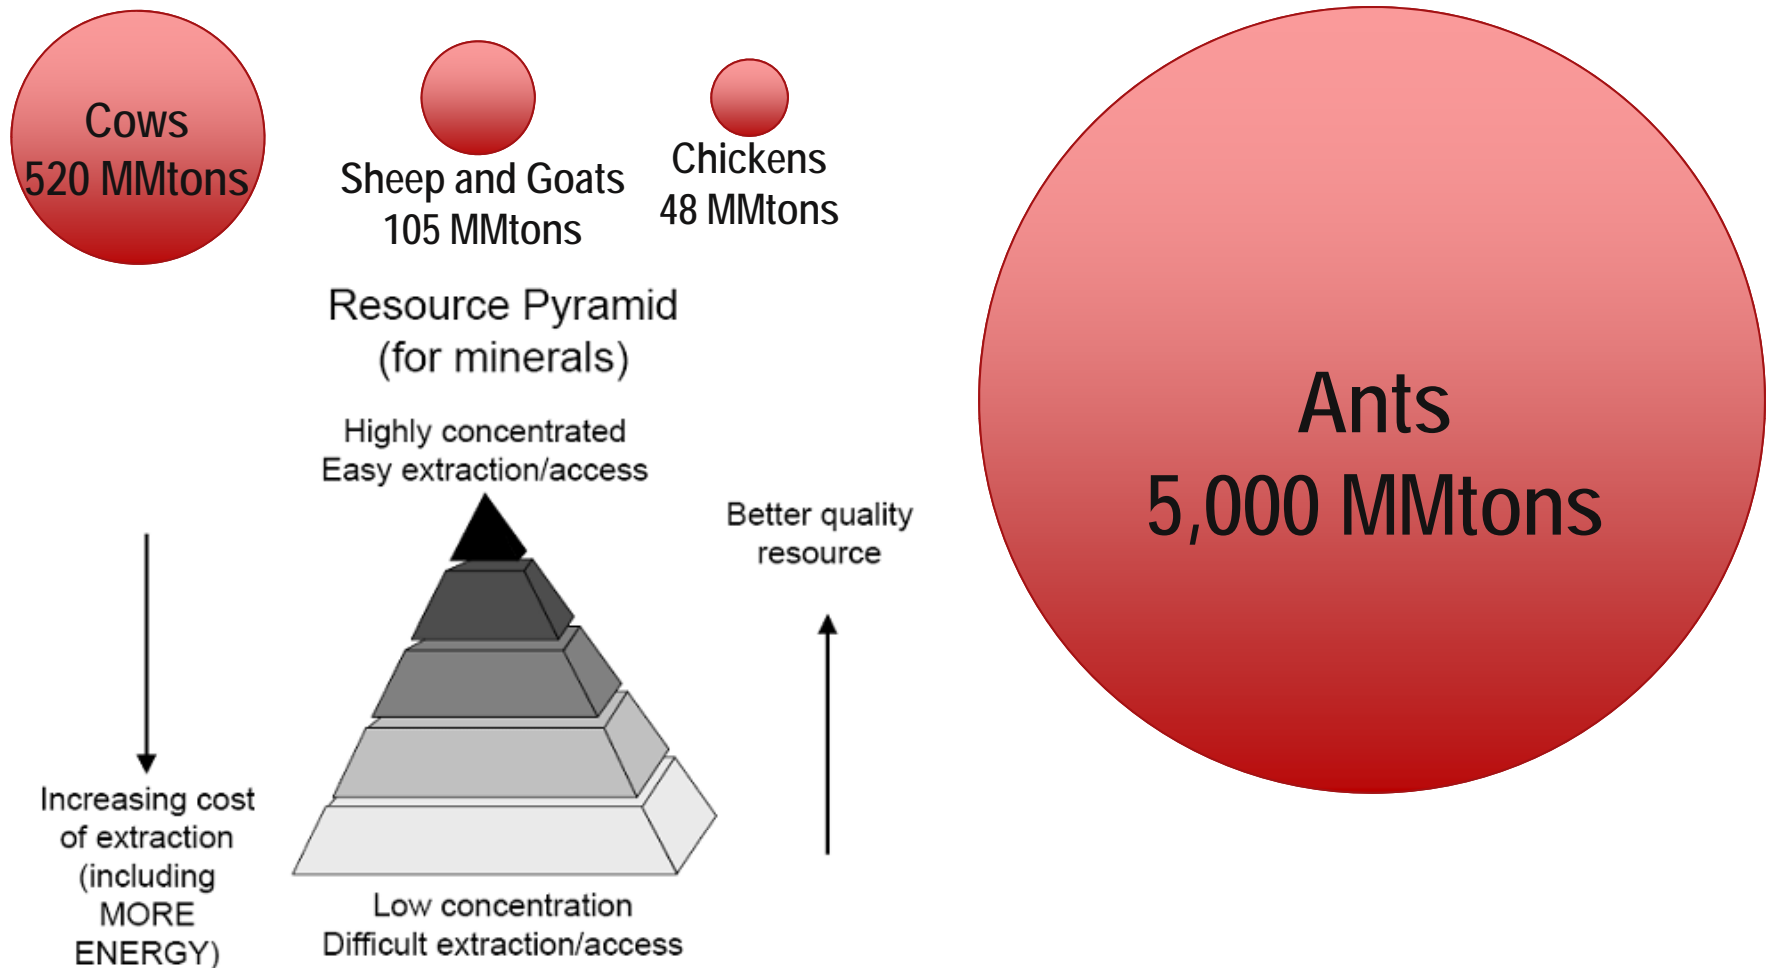 Cows
520 MMtons
Sheep and Goats
105 MMtons
Chickens
48 MMtons
Ants
5,000 MMtons
Resource Pyramid
(for minerals)
Highly concentrated
Easy extraction/access
Better quality
resource
Increasing cost
of extraction
(including
MORE
ENERGY)
Low concentration
Difficult extraction/access